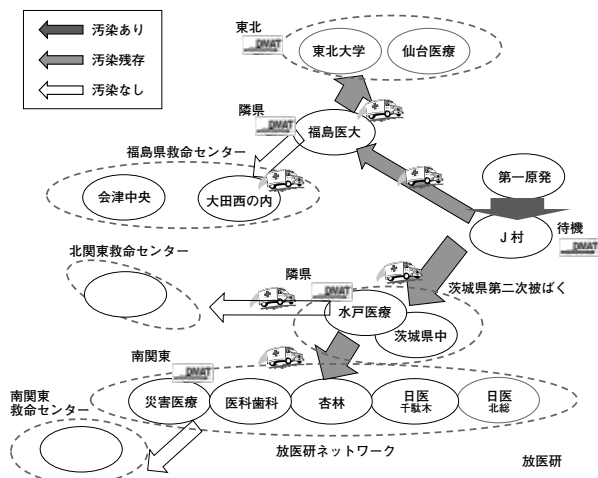 汚染あり
汚染残存
汚染なし
東北
DMAT
東北大学
仙台医療
隣県
DMAT
福島医大
福島県救命センター
会津中央
大田西の内
第一原発
J村
待機
DMAT
北関東救命センター
隣県
DMAT
茨城県第二次被ばく
水戸医療
茨城県中
南関東
DMAT
災害医療
医科歯科
杏林
日医
千駄木
日医
北総
南関東
救命センター
放医研ネットワーク
放医研